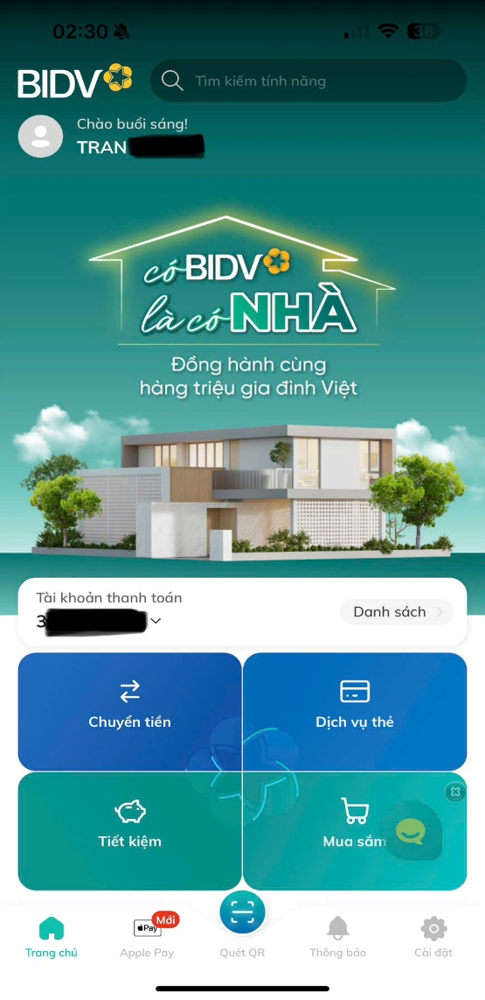 02:30
38
BIDV
Tìm kiếm tính năng
Chào buổi sáng!
TRAN
có BIDV
là có NHÀ
Đồng hành cùng
hàng triệu gia đình Việt
Tài khoản thanh toán
3
Danh sách
Chuyển tiền
Dịch vụ thẻ
Tiết kiệm
Mua sắm
Mới
Pay
Trang chủ
Apple Pay
Quét QR
Thông báo
Cài đặt